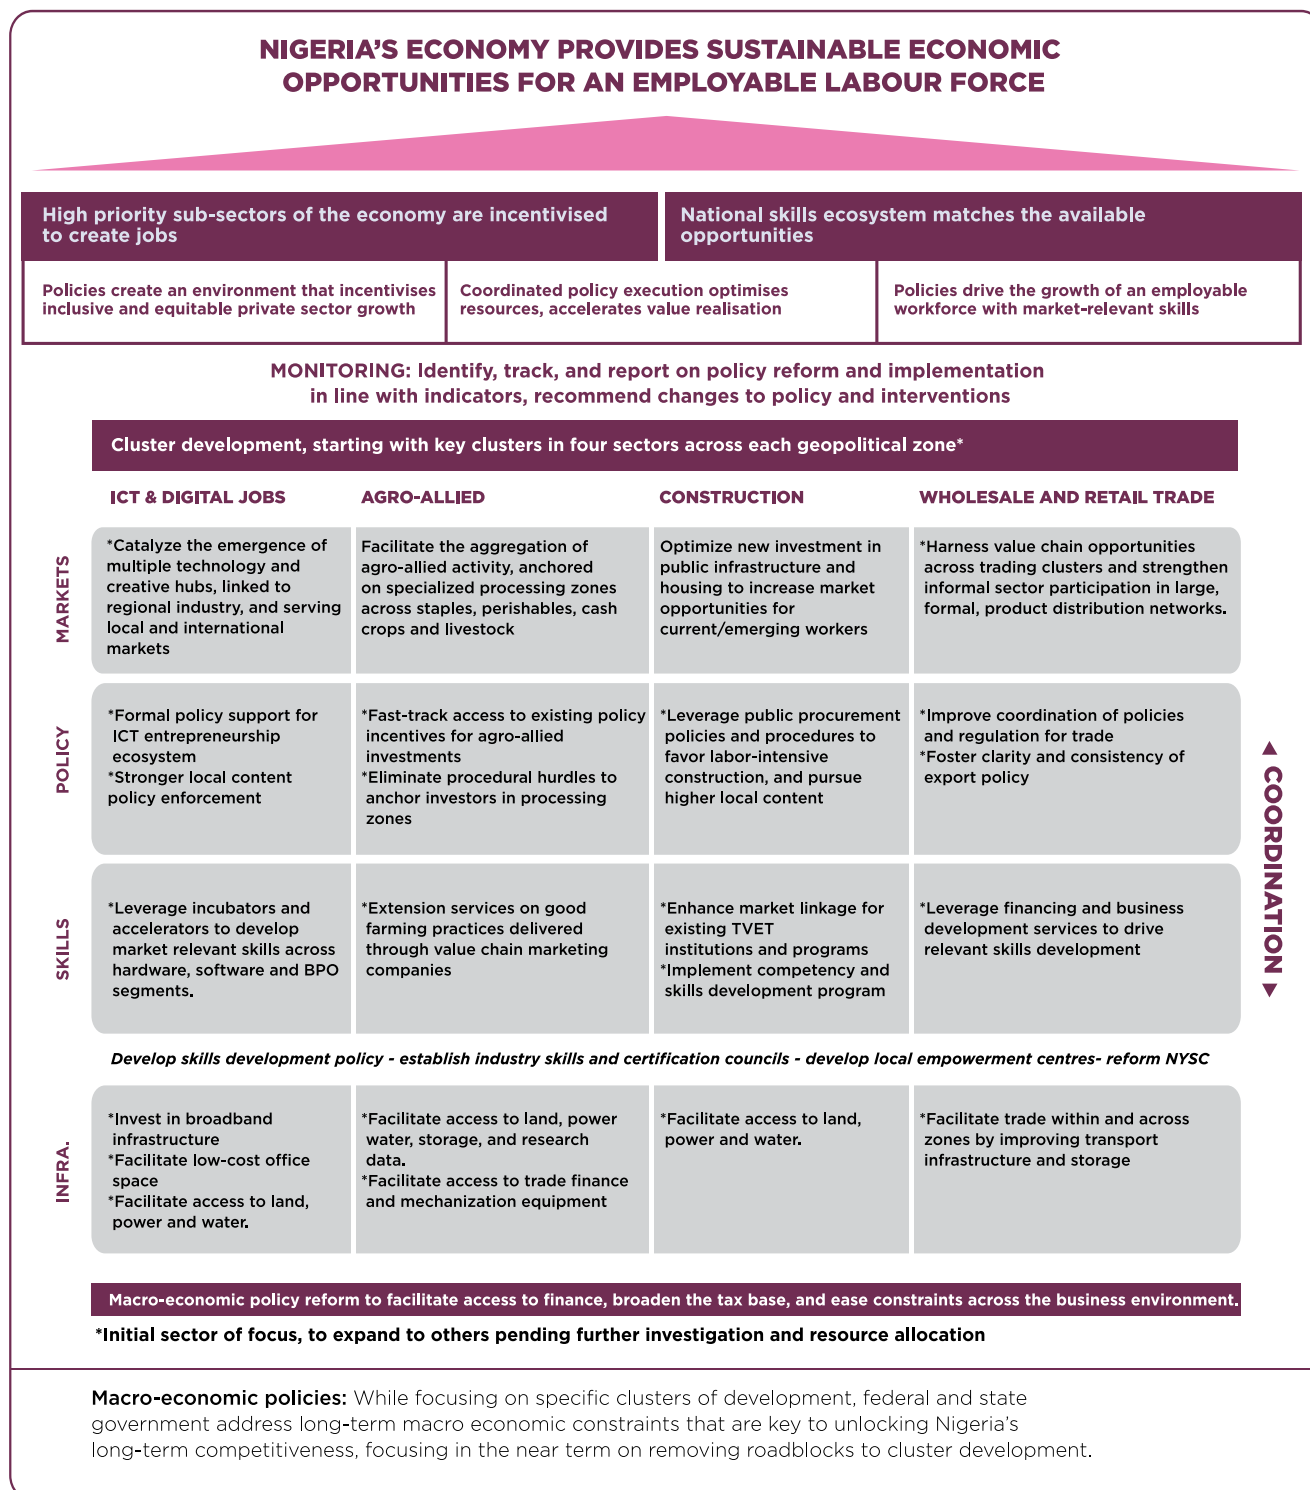 NIGERIA’S ECONOMY PROVIDES SUSTAINABLE ECONOMIC
OPPORTUNITIES FOR AN EMPLOYABLE LABOUR FORCE
High priority sub-sectors of the economy are incentivised
to create jobs
National skills ecosystem matches the available
opportunities
Policies create an environment that incentivises
inclusive and equitable private sector growth
Coordinated policy execution optimises
resources, accelerates value realisation
Policies drive the growth of an employable
workforce with market-relevant skills
MONITORING: Identify, track, and report on policy reform and implementation
in line with indicators, recommend changes to policy and interventions
Cluster development, starting with key clusters in four sectors across each geopolitical zone*
ICT & DIGITAL JOBS
AGRO-ALLIED
CONSTRUCTION
WHOLESALE AND RETAIL TRADE
MARKETS
*Catalyze the emergence of
multiple technology and
creative hubs, linked to
regional industry, and serving
local and international
markets
Facilitate the aggregation of
agro-allied activity, anchored
on specialized processing zones
across staples, perishables, cash
crops and livestock
Optimize new investment in
public infrastructure and
housing to increase market
opportunities for
current/emerging workers
*Harness value chain opportunities
across trading clusters and strengthen
informal sector participation in large,
formal, product distribution networks.
POLICY
*Formal policy support for
ICT entrepreneurship
ecosystem
*Stronger local content
policy enforcement
*Fast-track access to existing policy
incentives for agro-allied
investments
*Eliminate procedural hurdles to
anchor investors in processing
zones
*Leverage public procurement
policies and procedures to
favor labor-intensive
construction, and pursue
higher local content
*Improve coordination of policies
and regulation for trade
*Foster clarity and consistency of
export policy
COORDINATION
SKILLS
*Leverage incubators and
accelerators to develop
market relevant skills across
hardware, software and BPO
segments.
*Extension services on good
farming practices delivered
through value chain marketing
companies
*Enhance market linkage for
existing TVET
institutions and programs
*Implement competency and
skills development program
*Leverage financing and business
development services to drive
relevant skills development
Develop skills development policy - establish industry skills and certification councils - develop local empowerment centres- reform NYSC
INFRA.
*Invest in broadband
infrastructure
*Facilitate low-cost office
space
*Facilitate access to land,
power and water.
*Facilitate access to land, power
water, storage, and research
data.
*Facilitate access to trade finance
and mechanization equipment
*Facilitate access to land,
power and water.
*Facilitate trade within and across
zones by improving transport
infrastructure and storage
Macro-economic policy reform to facilitate access to finance, broaden the tax base, and ease constraints across the business environment.
*Initial sector of focus, to expand to others pending further investigation and resource allocation
Macro-economic policies: While focusing on specific clusters of development, federal and state
government address long-term macro economic constraints that are key to unlocking Nigeria’s
long-term competitiveness, focusing in the near term on removing roadblocks to cluster development.